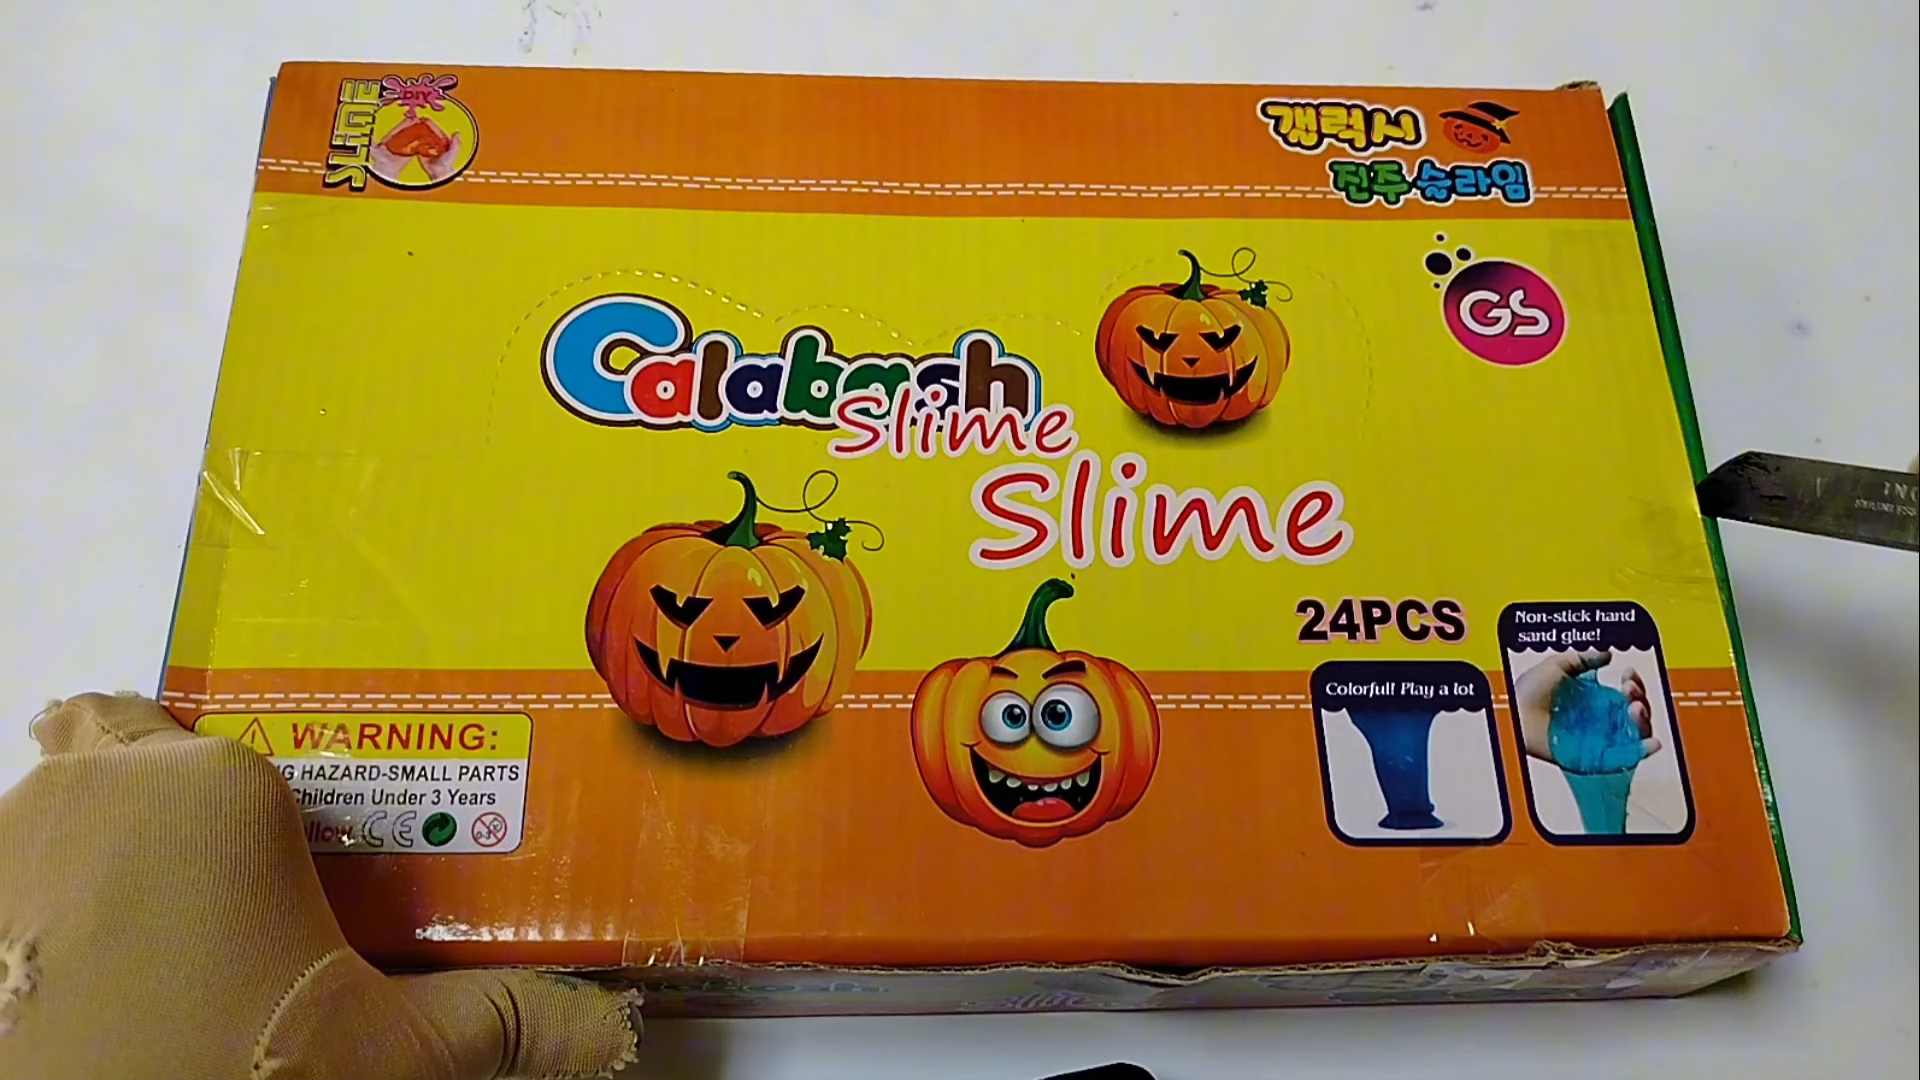 SLIME
DIY
갤럭시
진주 슬라임
GS
Calabash
Slime
Slime
24PCS
Non-stick hand
sand glue!
Colorful! Play a lot
WARNING:
HAZARD-SMALL PARTS
Children Under 3 Years
CE